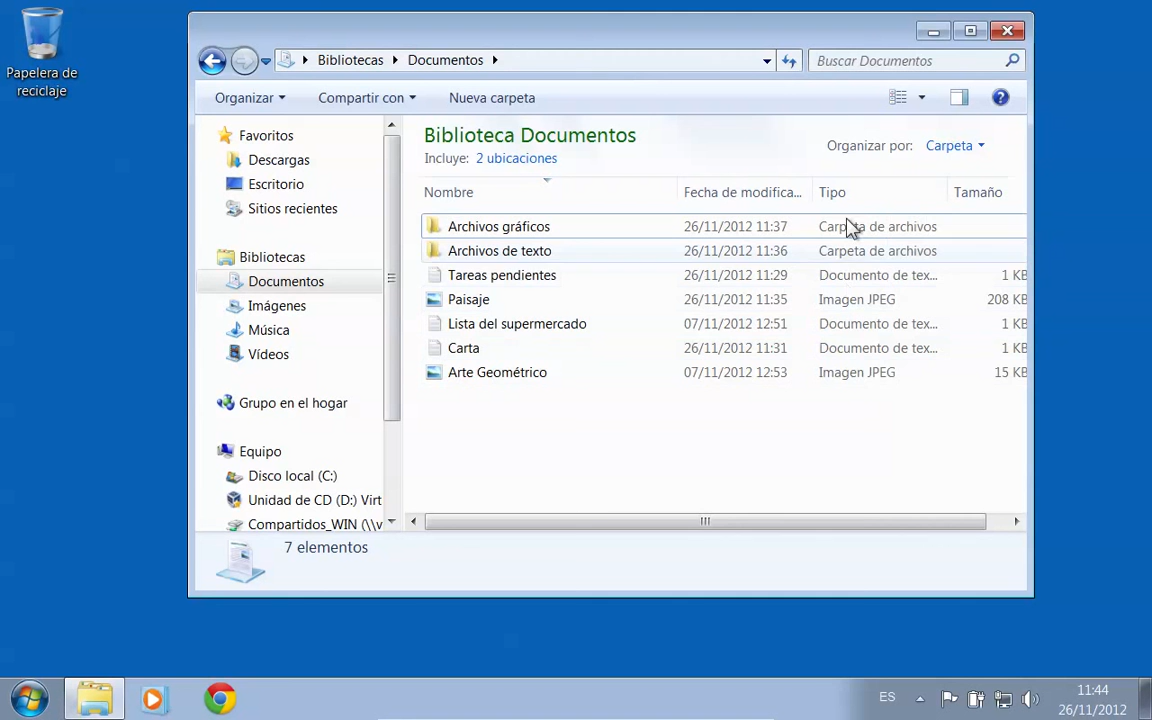 Papelera de
reciclaje
Bibliotecas Documentos
Buscar Documentos
Organizar Compartir con Nueva carpeta
Favoritos
Descargas
Escritorio
Sitios recientes
Bibliotecas
Documentos
Imágenes
Música
Vídeos
Grupo en el hogar
Equipo
Disco local (C:)
Unidad de CD (D:) Virt
Compartidos_WIN (\\v
Biblioteca Documentos
Incluye: 2 ubicaciones
Organizar por: Carpeta
Nombre Fecha de modifica... Tipo Tamaño
Archivos gráficos 26/11/2012 11:37 Carpeta de archivos
Archivos de texto 26/11/2012 11:36 Carpeta de archivos
Tareas pendientes 26/11/2012 11:29 Documento de tex... 1 KB
Paisaje 26/11/2012 11:35 Imagen JPEG 208 KB
Lista del supermercado 07/11/2012 12:51 Documento de tex... 1 KB
Carta 26/11/2012 11:31 Documento de tex... 1 KB
Arte Geométrico 07/11/2012 12:53 Imagen JPEG 15 KB
7 elementos
ES
11:44
26/11/2012